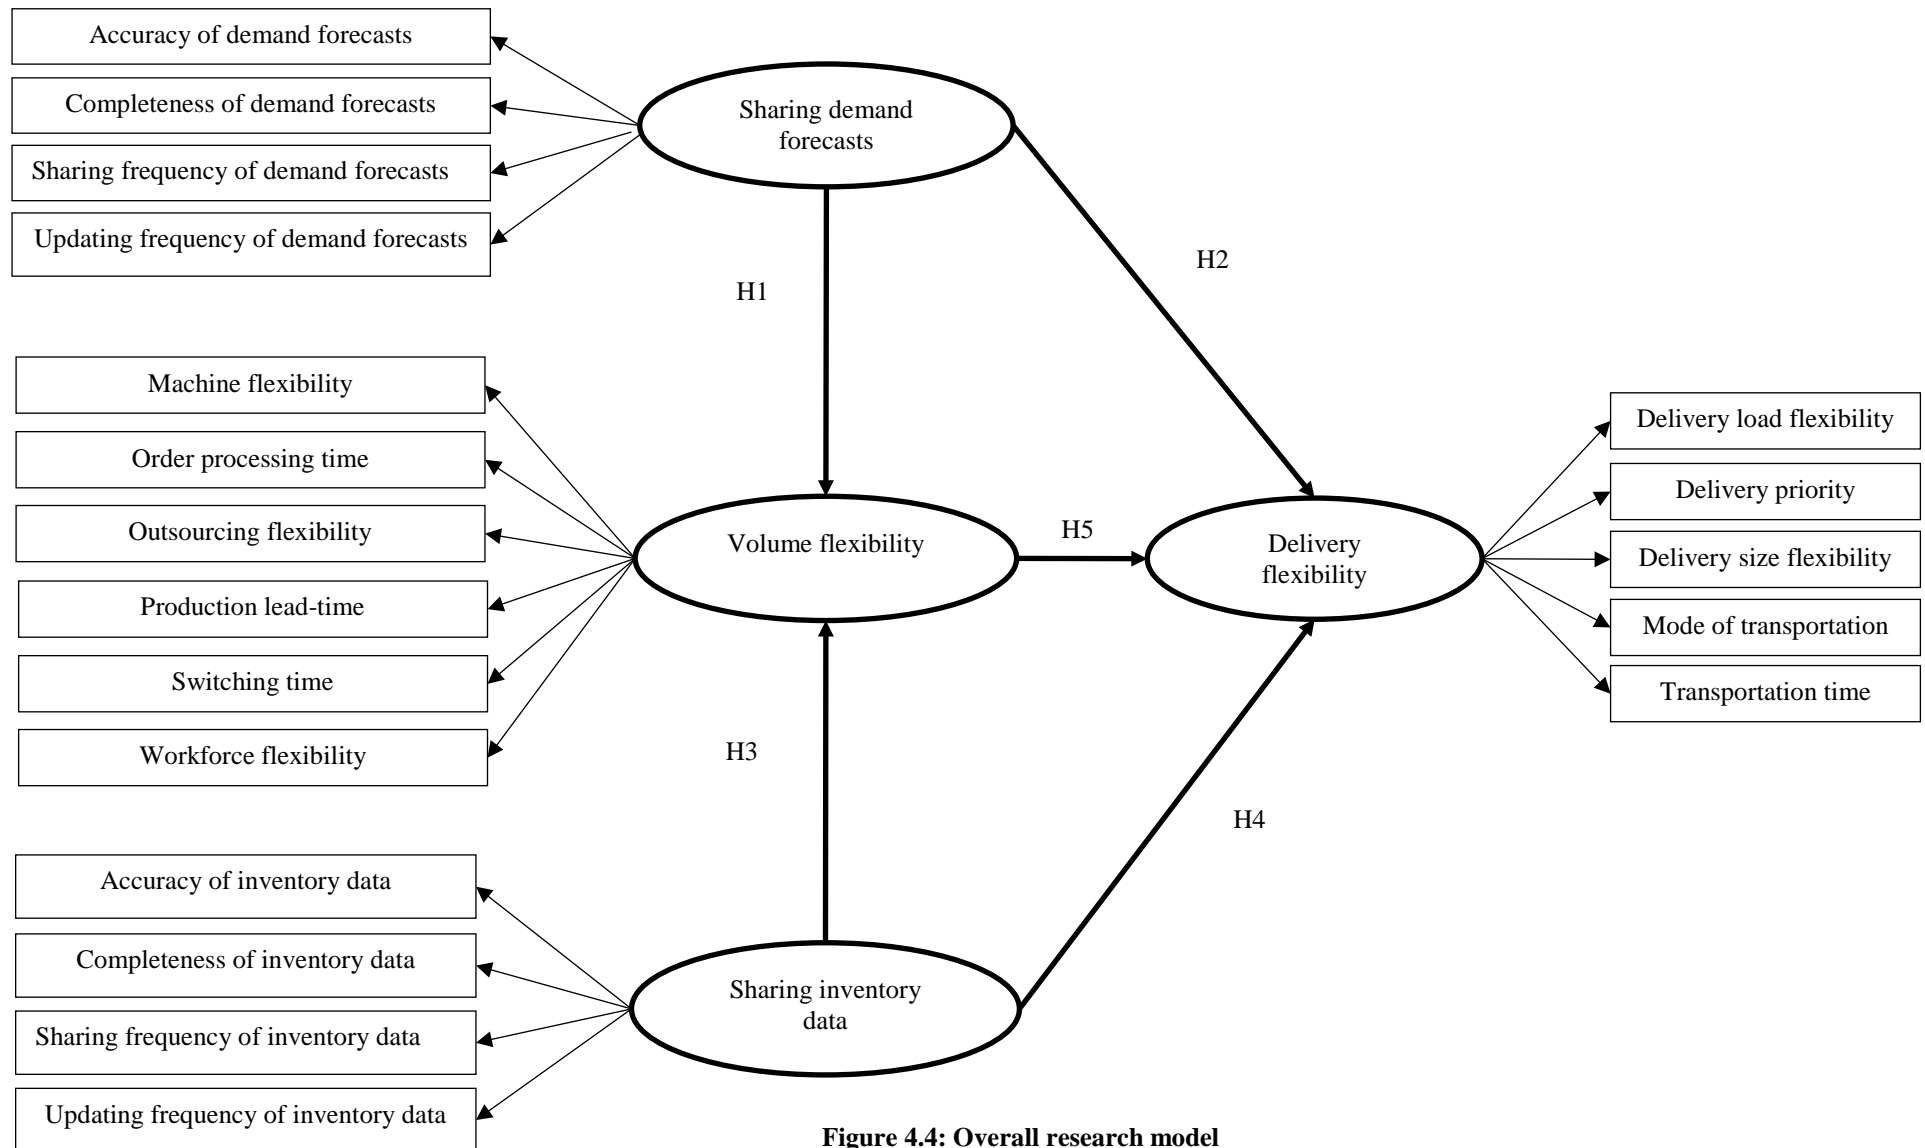 Accuracy of demand forecasts
Completeness of demand forecasts
Sharing frequency of demand forecasts
Updating frequency of demand forecasts
Sharing demand
forecasts
H1
H2
Machine flexibility
Order processing time
Outsourcing flexibility
Production lead-time
Switching time
Workforce flexibility
Volume flexibility
H5
Delivery
flexibility
Delivery load flexibility
Delivery priority
Delivery size flexibility
Mode of transportation
Transportation time
H3
H4
Accuracy of inventory data
Completeness of inventory data
Sharing frequency of inventory data
Updating frequency of inventory data
Sharing inventory
data
Figure 4.4: Overall research model